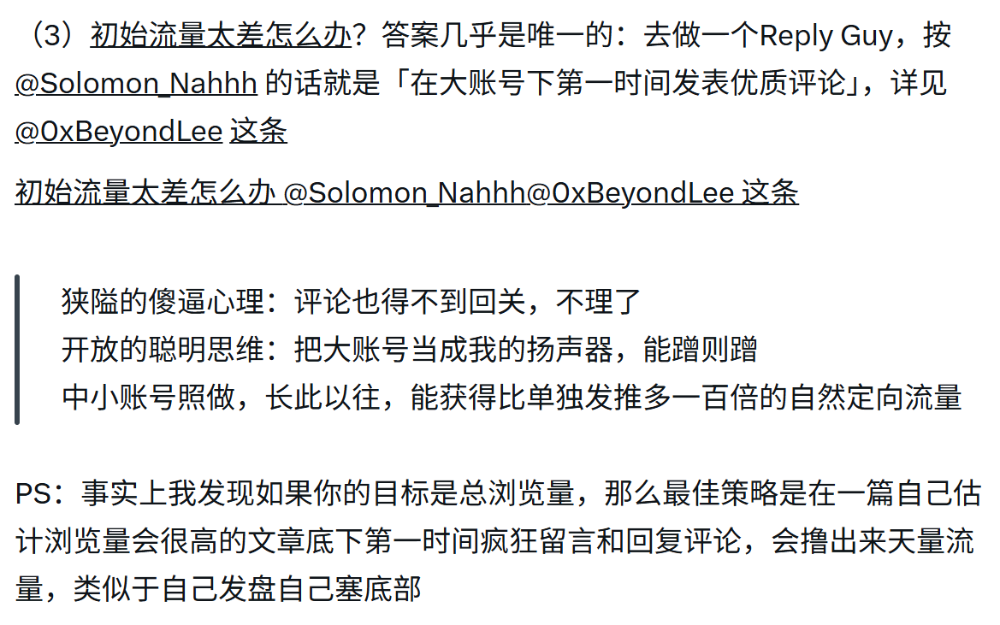 （3）初始流量太差怎么办？答案几乎是唯一的：去做一个Reply Guy，按
@Solomon_Nahhh 的话就是「在大账号下第一时间发表优质评论」，详见
@0xBeyondLee 这条
初始流量太差怎么办 @Solomon_Nahhh@0xBeyondLee 这条
狭隘的傻逼心理：评论也得不到回关，不理了
开放的聪明思维：把大账号当成我的扬声器，能蹭则蹭
中小账号照做，长此以往，能获得比单独发推多一百倍的自然定向流量
PS：事实上我发现如果你的目标是总浏览量，那么最佳策略是在一篇自己估
计浏览量会很高的文章底下第一时间疯狂留言和回复评论，会撸出来天量流
量，类似于自己发盘自己塞底部